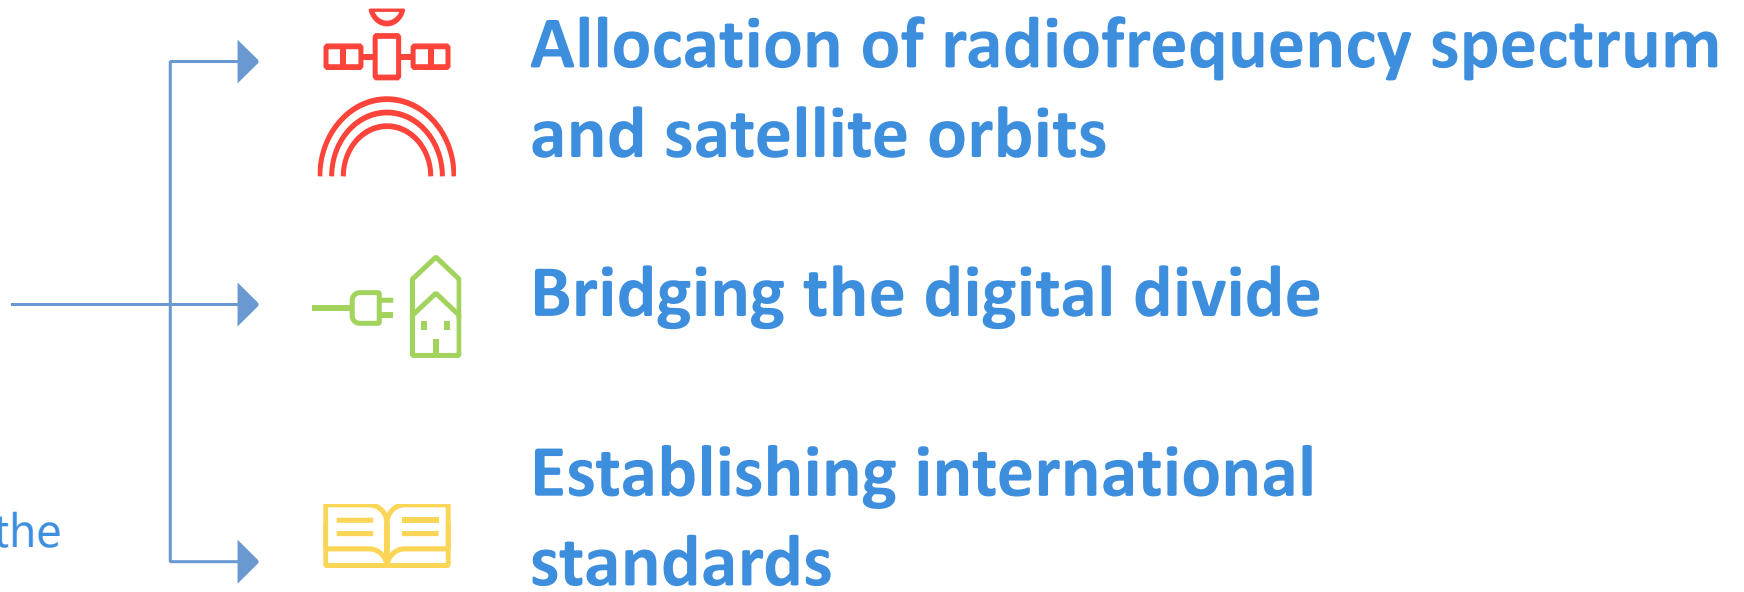 Allocation of radiofrequency spectrum
and satellite orbits
Bridging the digital divide
Establishing international
standards
the